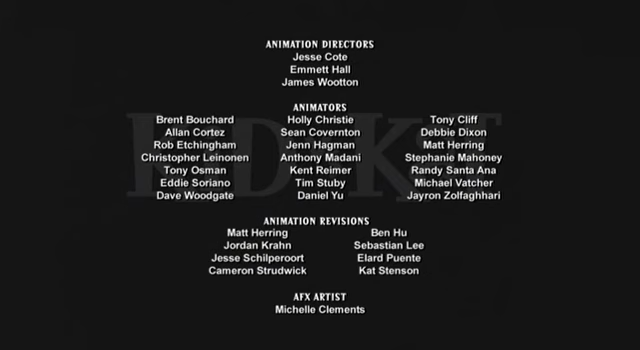 ANIMATION DIRECTORS
Jesse Cote
Emmett Hall
James Wootton
ANIMATORS
Brent Bouchard Holly Christie Tony Cliff
Allan Cortez Sean Covernton Debbie Dixon
Rob Etchingham Jenn Hagman Matt Herring
Christopher Leinonen Anthony Madani Stephanie Mahoney
Tony Osman Kent Reimer Randy Santa Ana
Eddie Soriano Tim Stuby Michael Vatcher
Dave Woodgate Daniel Yu Jayron Zolfaghhari
ANIMATION REVISIONS
Matt Herring Ben Hu
Jordan Krahn Sebastian Lee
Jesse Schilperoort Elard Puente
Cameron Strudwick Kat Stenson
AFX ARTIST
Michelle Clements